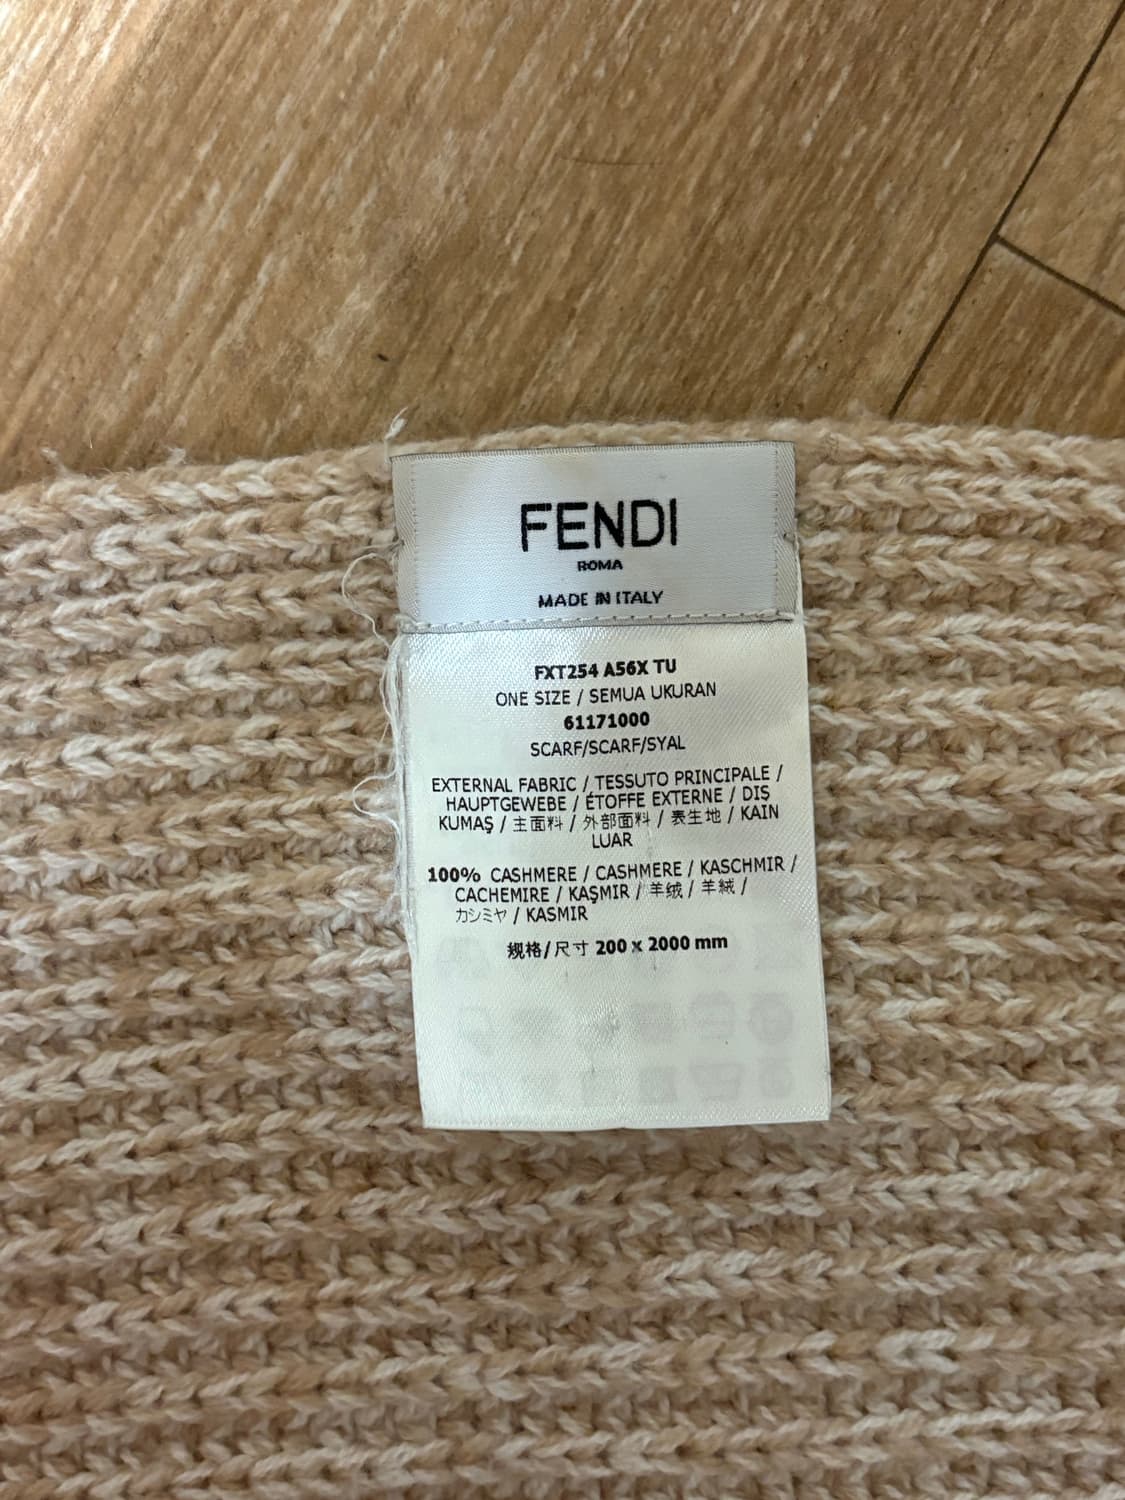 FENDI
ROMA
MADE IN ITALY
FXT254 A56X TU
ONE SIZE / SEMUA UKURAN
61171000
SCARF/SCARF/SYAL
EXTERNAL FABRIC / TESSUTO PRINCIPALE /
HAUPTGEWEBE / ÉTOFFE EXTERNE / DIŞ
KUMAŞ / 主面料 / 外部面料 / 表生地 / KAIN
LUAR
100% CASHMERE / CASHMERE / KASCHMIR /
CACHEMIRE / KAŞMIR / 羊绒 / 羊絨 /
カシミヤ / KASMIR
规格/尺寸 200 x 2000 mm